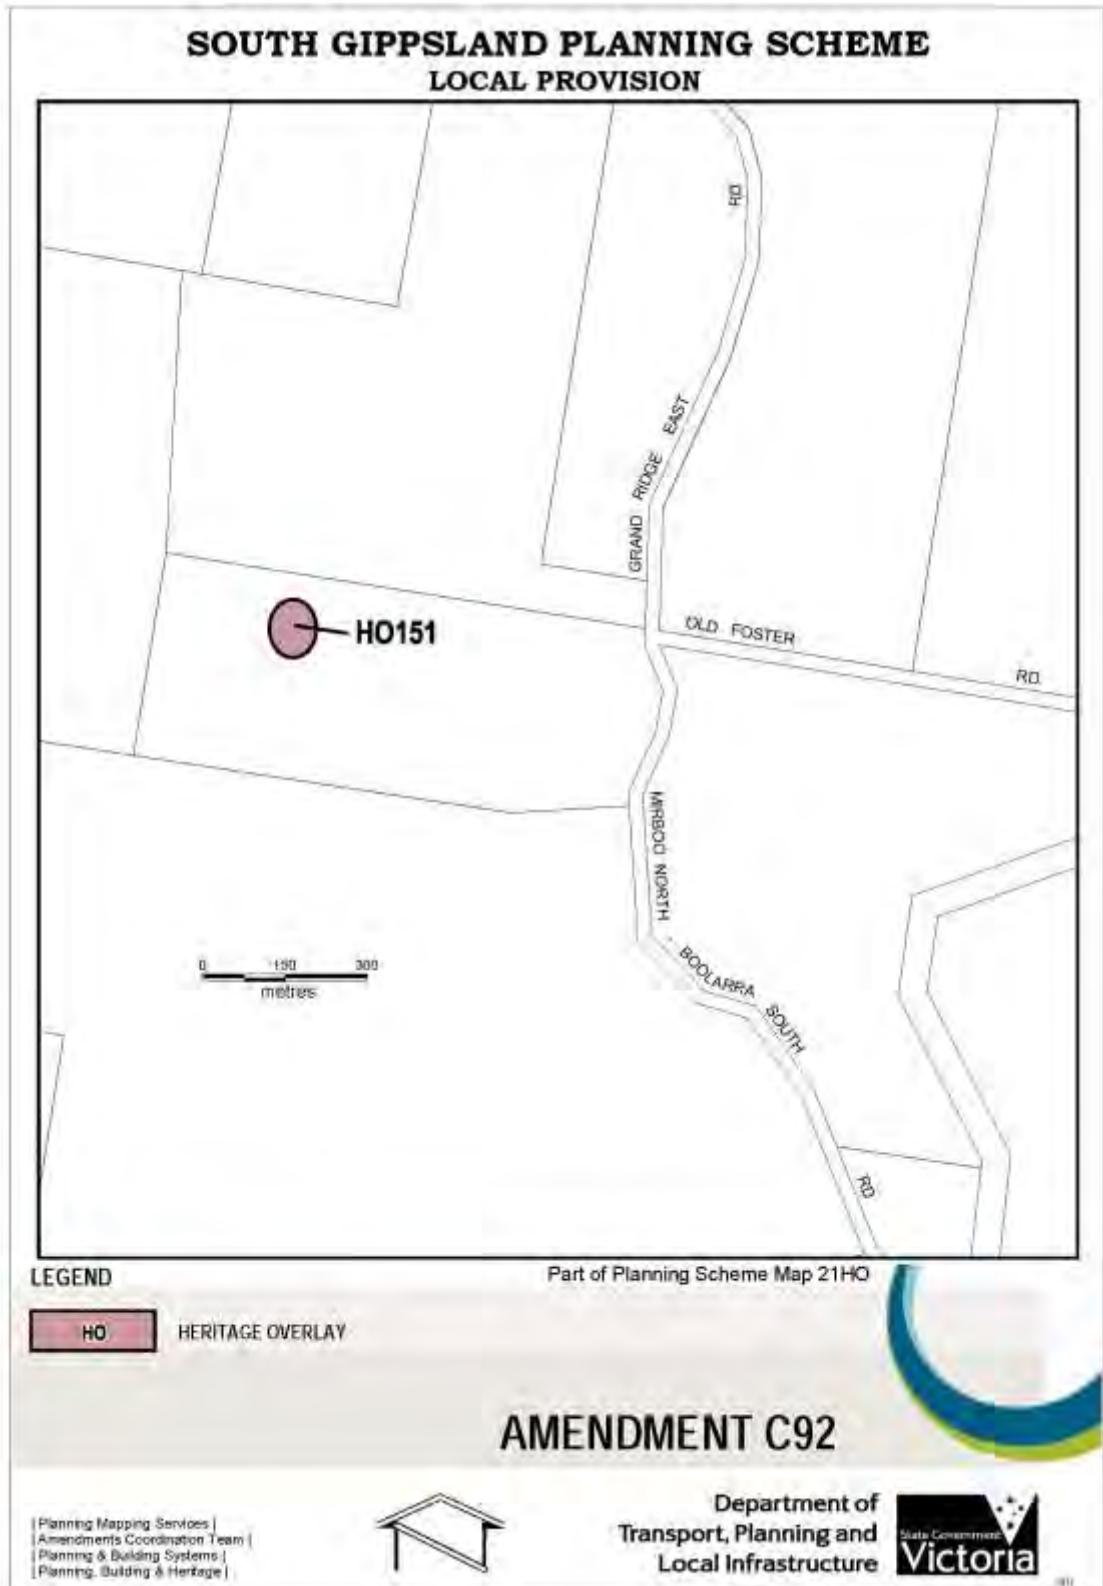 SOUTH GIPPSLAND PLANNING SCHEME
LOCAL PROVISION
RD
GRAND RIDGE EAST
HO151
OLD FOSTER
RD
MIRBOO NORTH
BOOLARRA SOUTH
RD
0 150 300
metres
LEGEND
Part of Planning Scheme Map 21HO
HO
HERITAGE OVERLAY
AMENDMENT C92
| Planning Mapping Services |
| Amendments Coordination Team |
| Planning & Building Systems |
| Planning, Building & Heritage |
Department of
Transport, Planning and
Local Infrastructure
State Government
Victoria